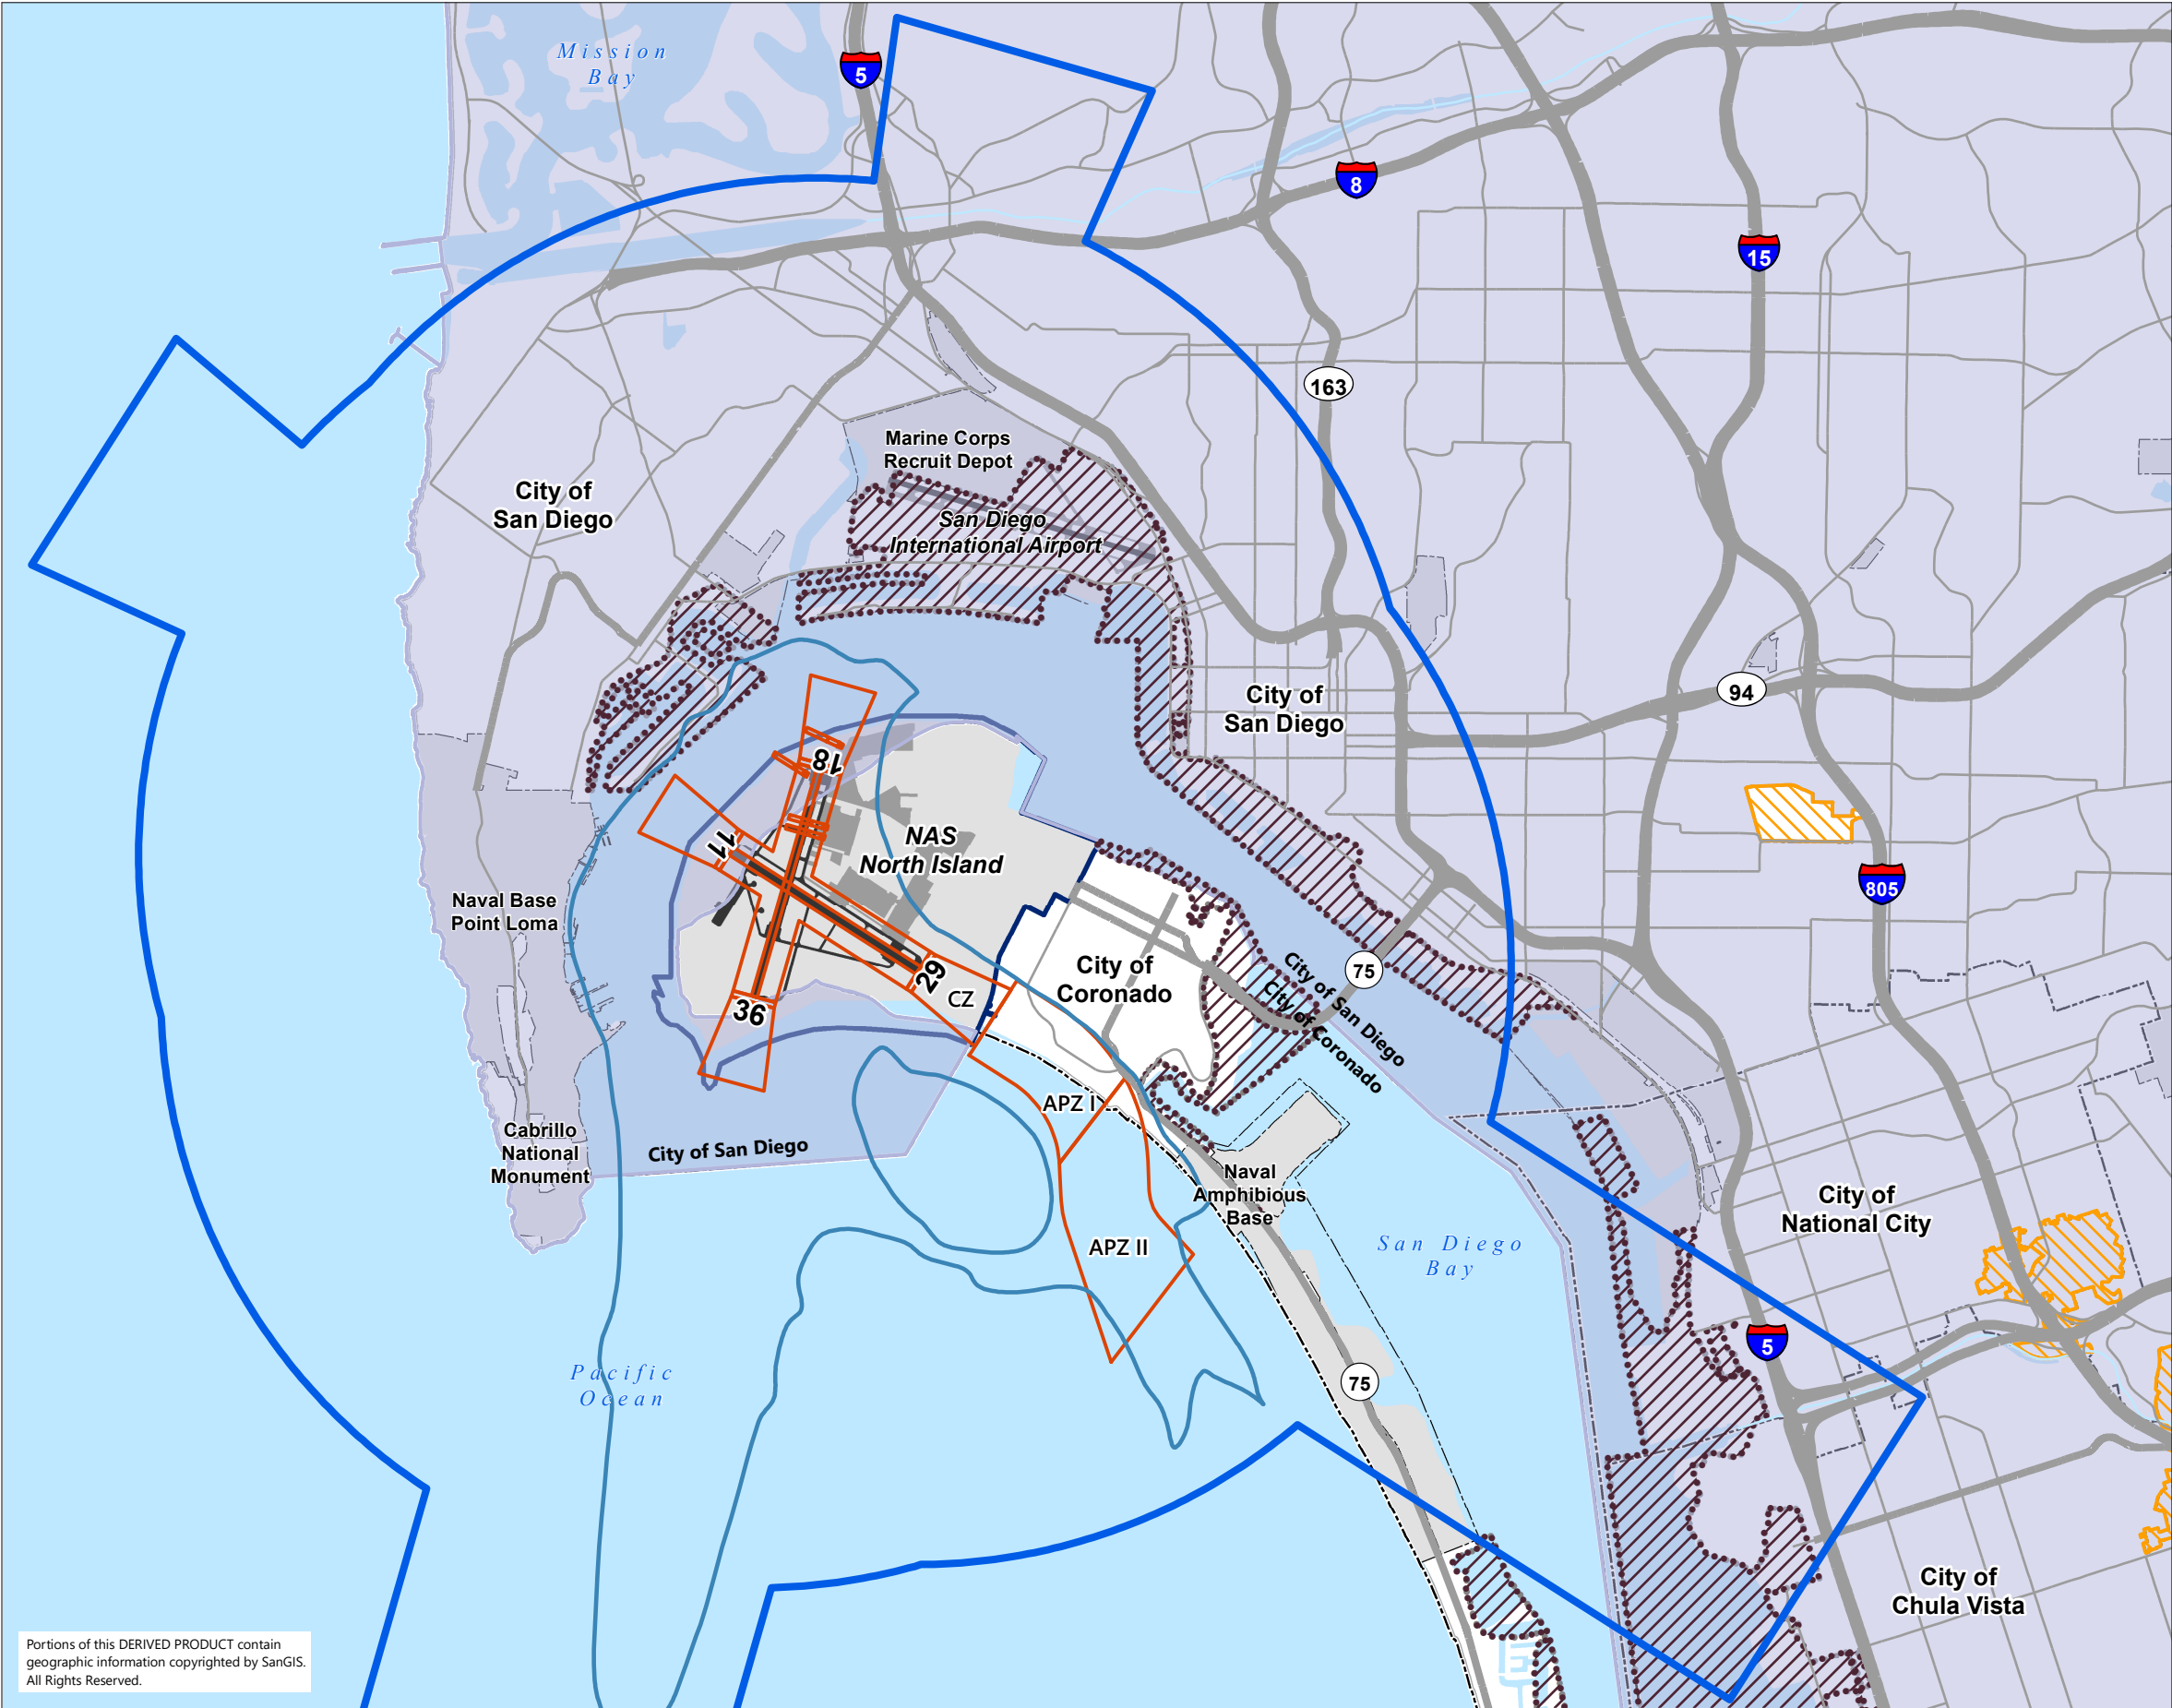 Mission
Bay
5
8
15
163
Marine Corps
Recruit Depot
City of
San Diego
San Diego
International Airport
City of
San Diego
94
18
11
NAS
North Island
805
Naval Base
Point Loma
29
CZ
36
City of
Coronado
75
City of San Diego
City of Coronado
APZ I
Cabrillo
National
Monument
City of San Diego
Naval
Amphibious
Base
City of
National City
APZ II
San Diego
Bay
5
Pacific
Ocean
75
City of
Chula Vista
Portions of this DERIVED PRODUCT contain
geographic information copyrighted by SanGIS.
All Rights Reserved.